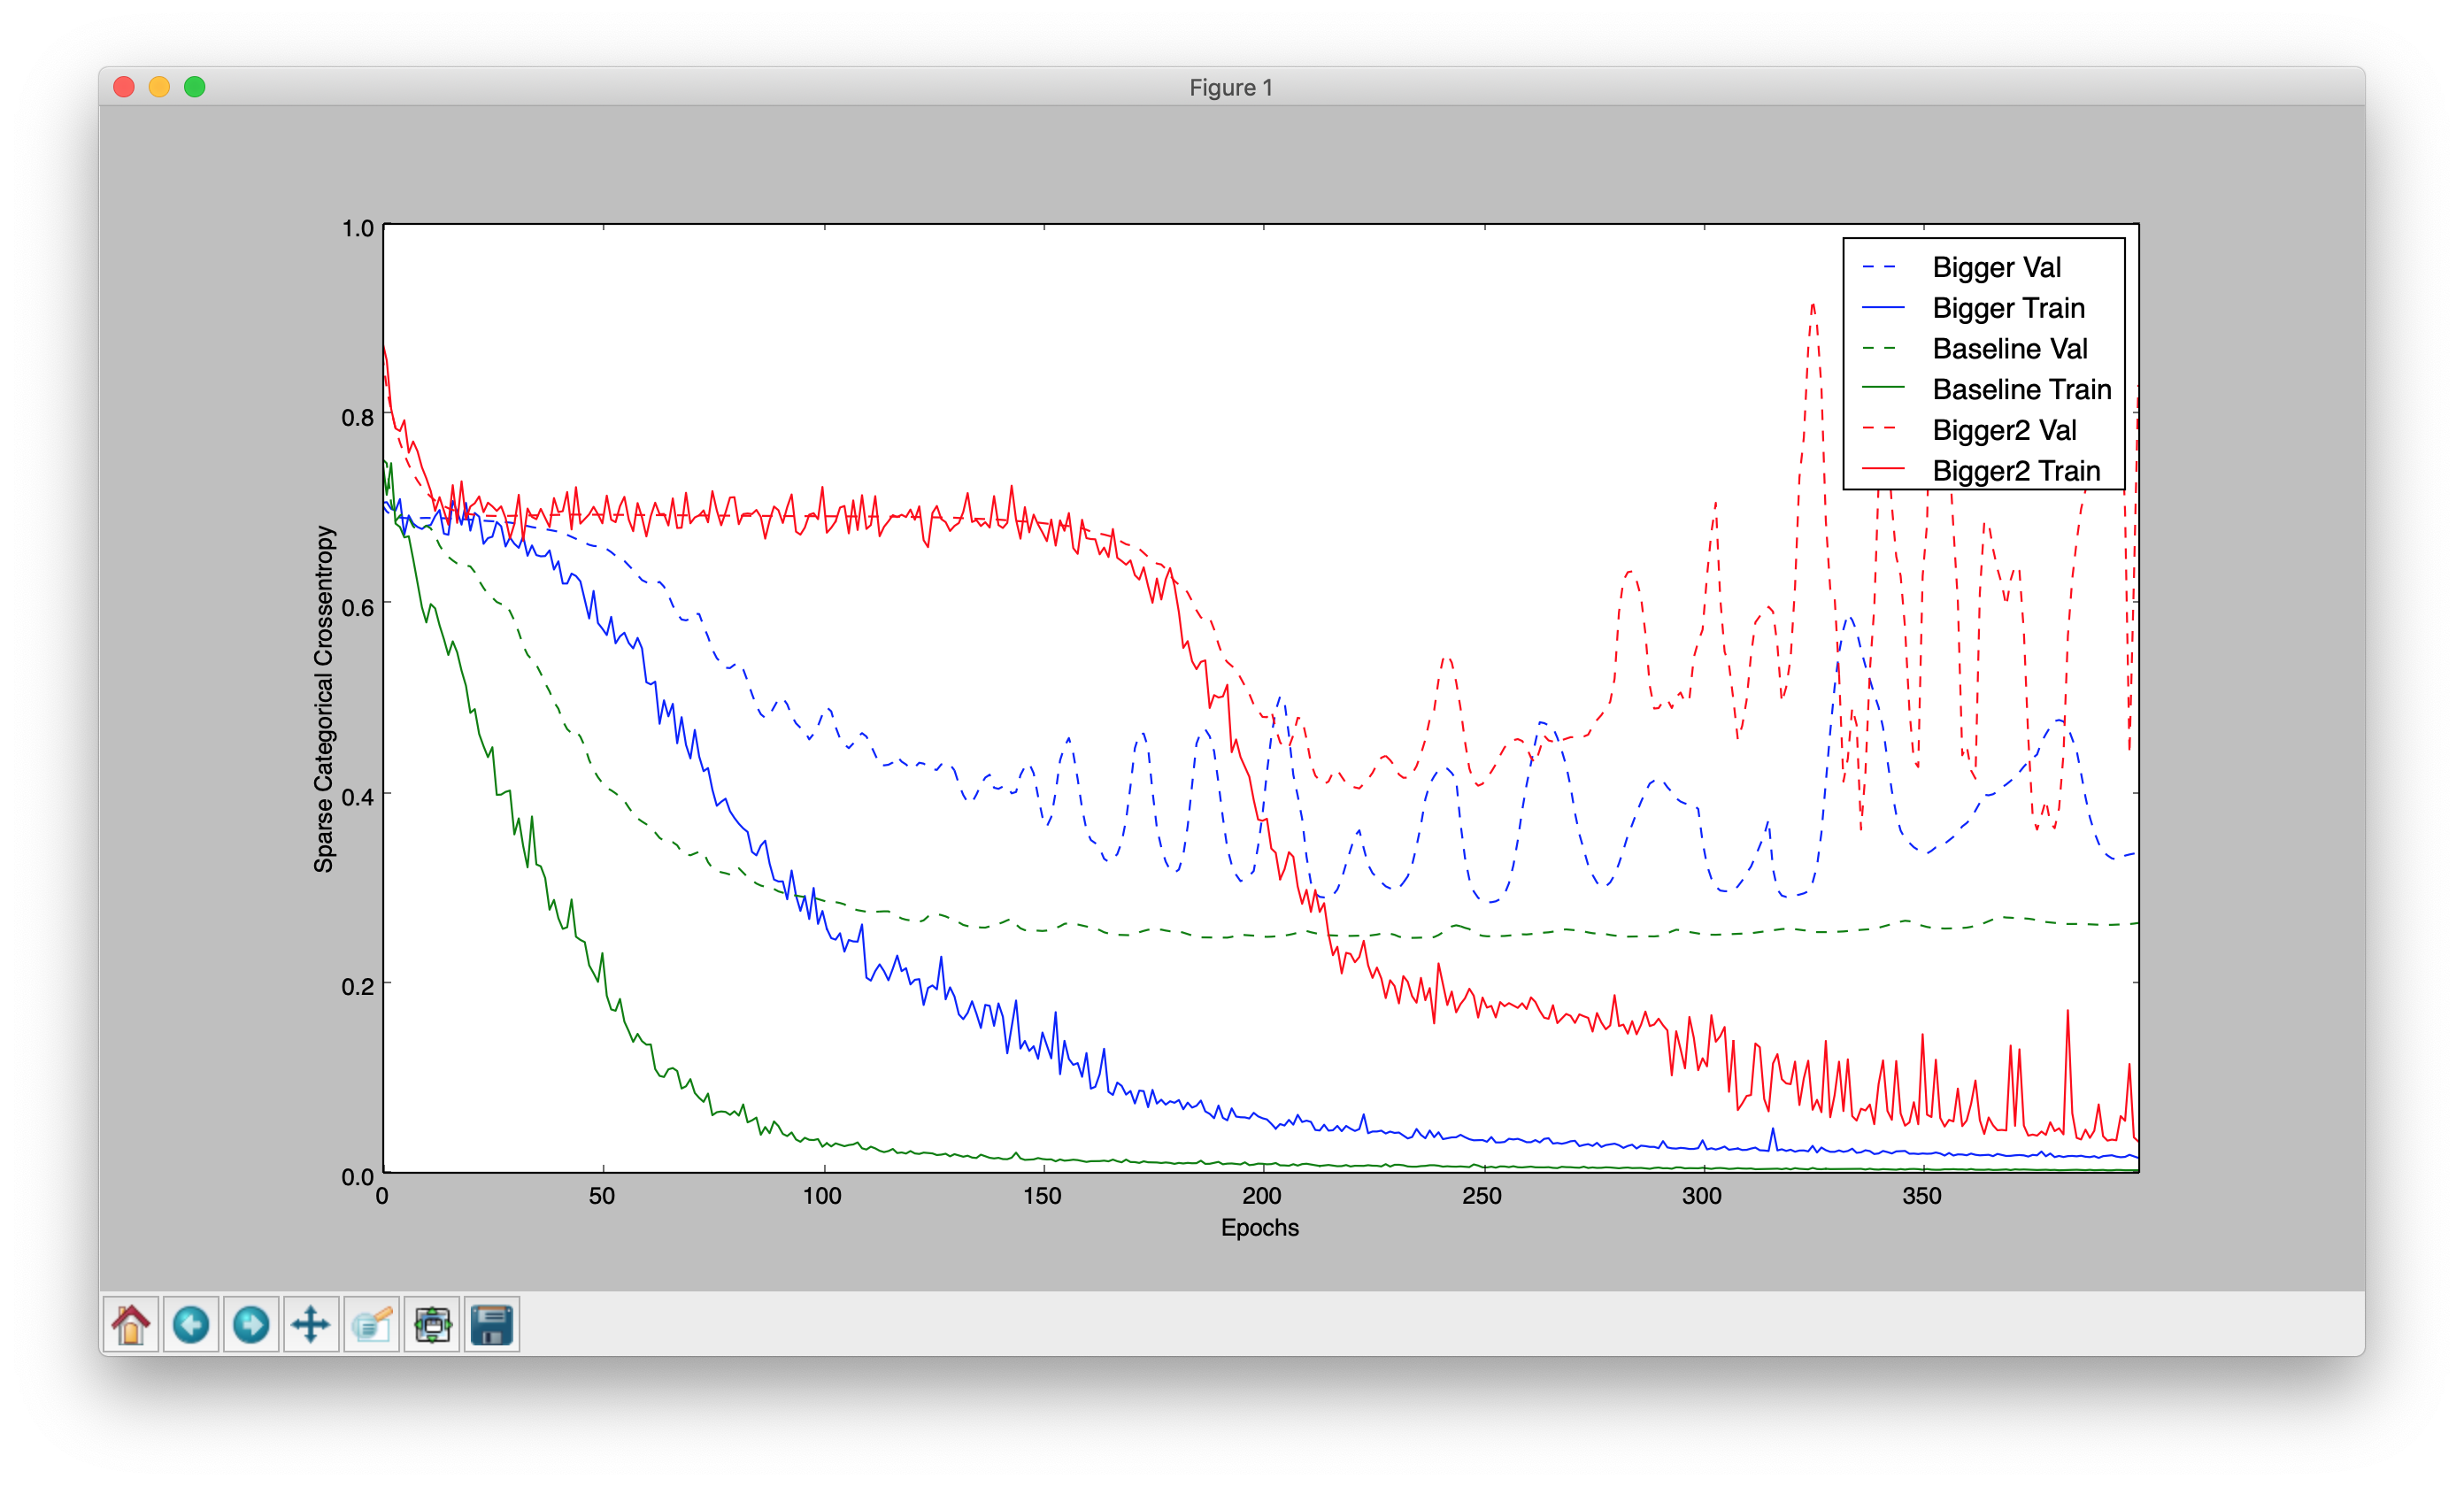 Figure 1
1.0
0.8
0.6
0.4
0.2
0.0
Sparse Categorical Crossentropy
Bigger Val
Bigger Train
Baseline Val
Baseline Train
Bigger2 Val
Bigger2 Train
0 50 100 150 200 250 300 350
Epochs